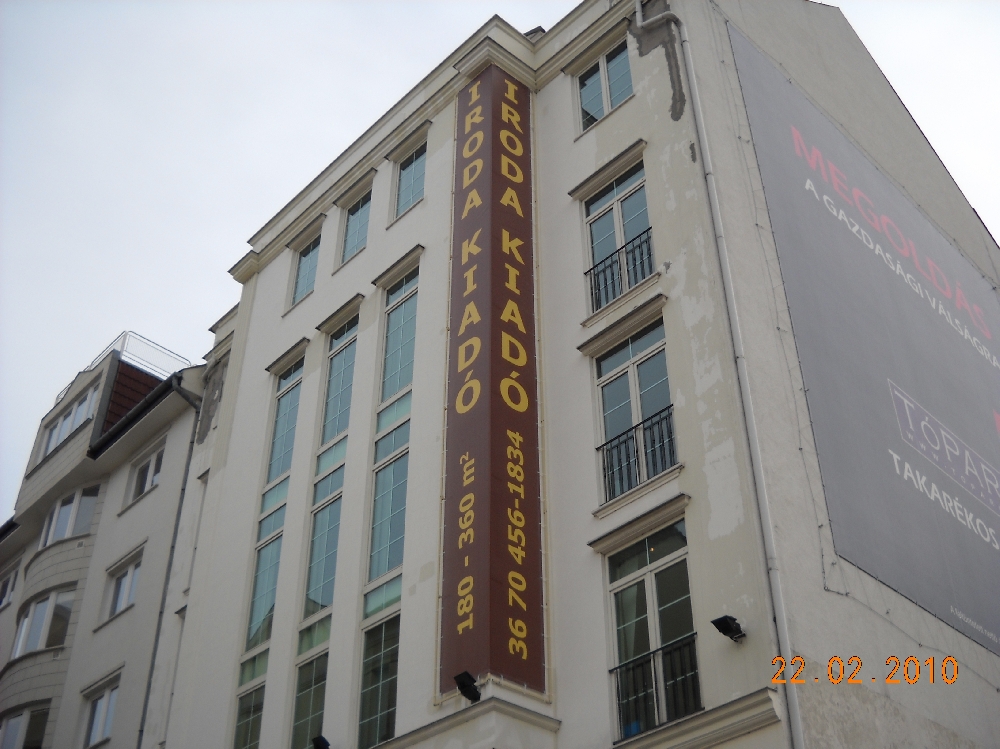 IRODA KIADÓ 180 - 360 m²
IRODA KIADÓ 36 70 456-1834
MEGOLDÁS
A GAZDASÁGI VÁLSÁGRA
TÓPAR
TAKARÉKOS
22.02.2010